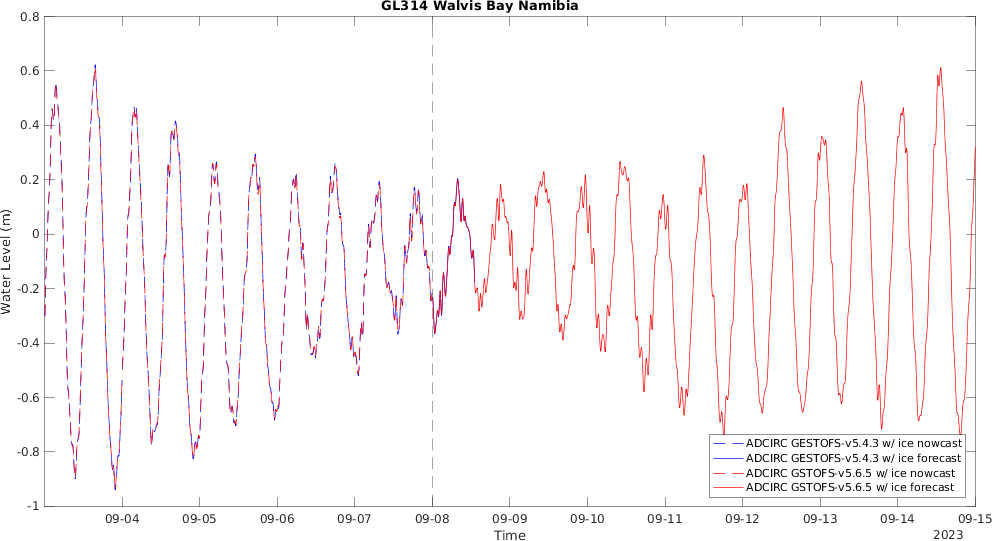 GL314 Walvis Bay Namibia
0.8
0.6
0.4
0.2
0
-0.2
-0.4
-0.6
-0.8
-1
Water Level (m)
09-04 09-05 09-06 09-07 09-08 09-09 09-10 09-11 09-12 09-13 09-14 09-15
Time
2023
ADCIRC GESTOFS-v5.4.3 w/ ice nowcast
ADCIRC GESTOFS-v5.4.3 w/ ice forecast
ADCIRC GSTOFS-v5.6.5 w/ ice nowcast
ADCIRC GSTOFS-v5.6.5 w/ ice forecast